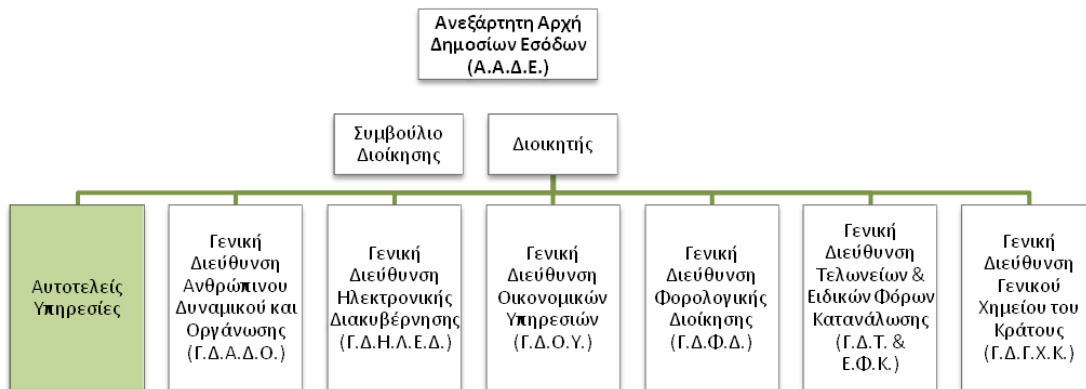 Ανεξάρτητη Αρχή
Δημοσίων Εσόδων
(Α.Α.Δ.Ε.)
Συμβούλιο
Διοίκησης
Διοικητής
Αυτοτελείς
Υπηρεσίες
Γενική
Διεύθυνση
Ανθρώπινου
Δυναμικού και
Οργάνωσης
(Γ.Δ.Α.Δ.Ο.)
Γενική
Διεύθυνση
Ηλεκτρονικής
Διακυβέρνησης
(Γ.Δ.Η.Λ.Ε.Δ.)
Γενική
Διεύθυνση
Οικονομικών
Υπηρεσιών
(Γ.Δ.Ο.Υ.)
Γενική
Διεύθυνση
Φορολογικής
Διοίκησης
(Γ.Δ.Φ.Δ.)
Γενική
Διεύθυνση
Τελωνείων &
Ειδικών Φόρων
Κατανάλωσης
(Γ.Δ.Τ. &
Ε.Φ.Κ.)
Γενική
Διεύθυνση
Γενικού
Χημείου του
Κράτους
(Γ.Δ.Γ.Χ.Κ.)